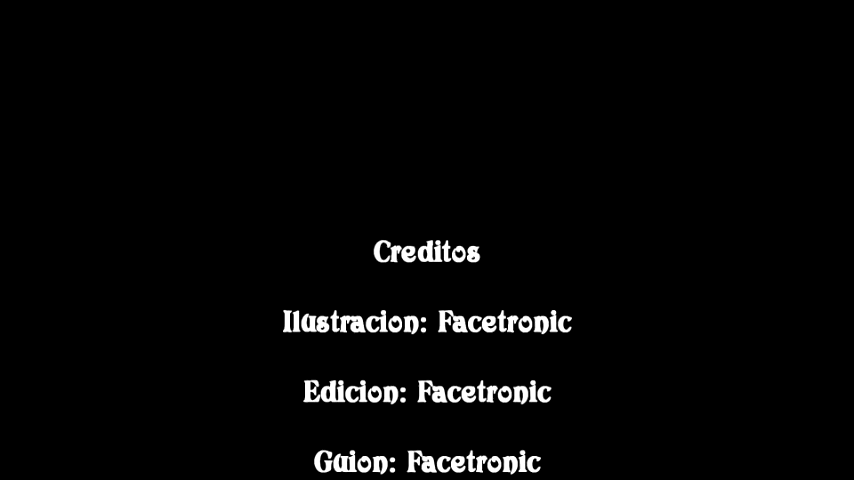 Creditos
Ilustracion: Facetronic
Edicion: Facetronic
Guion: Facetronic